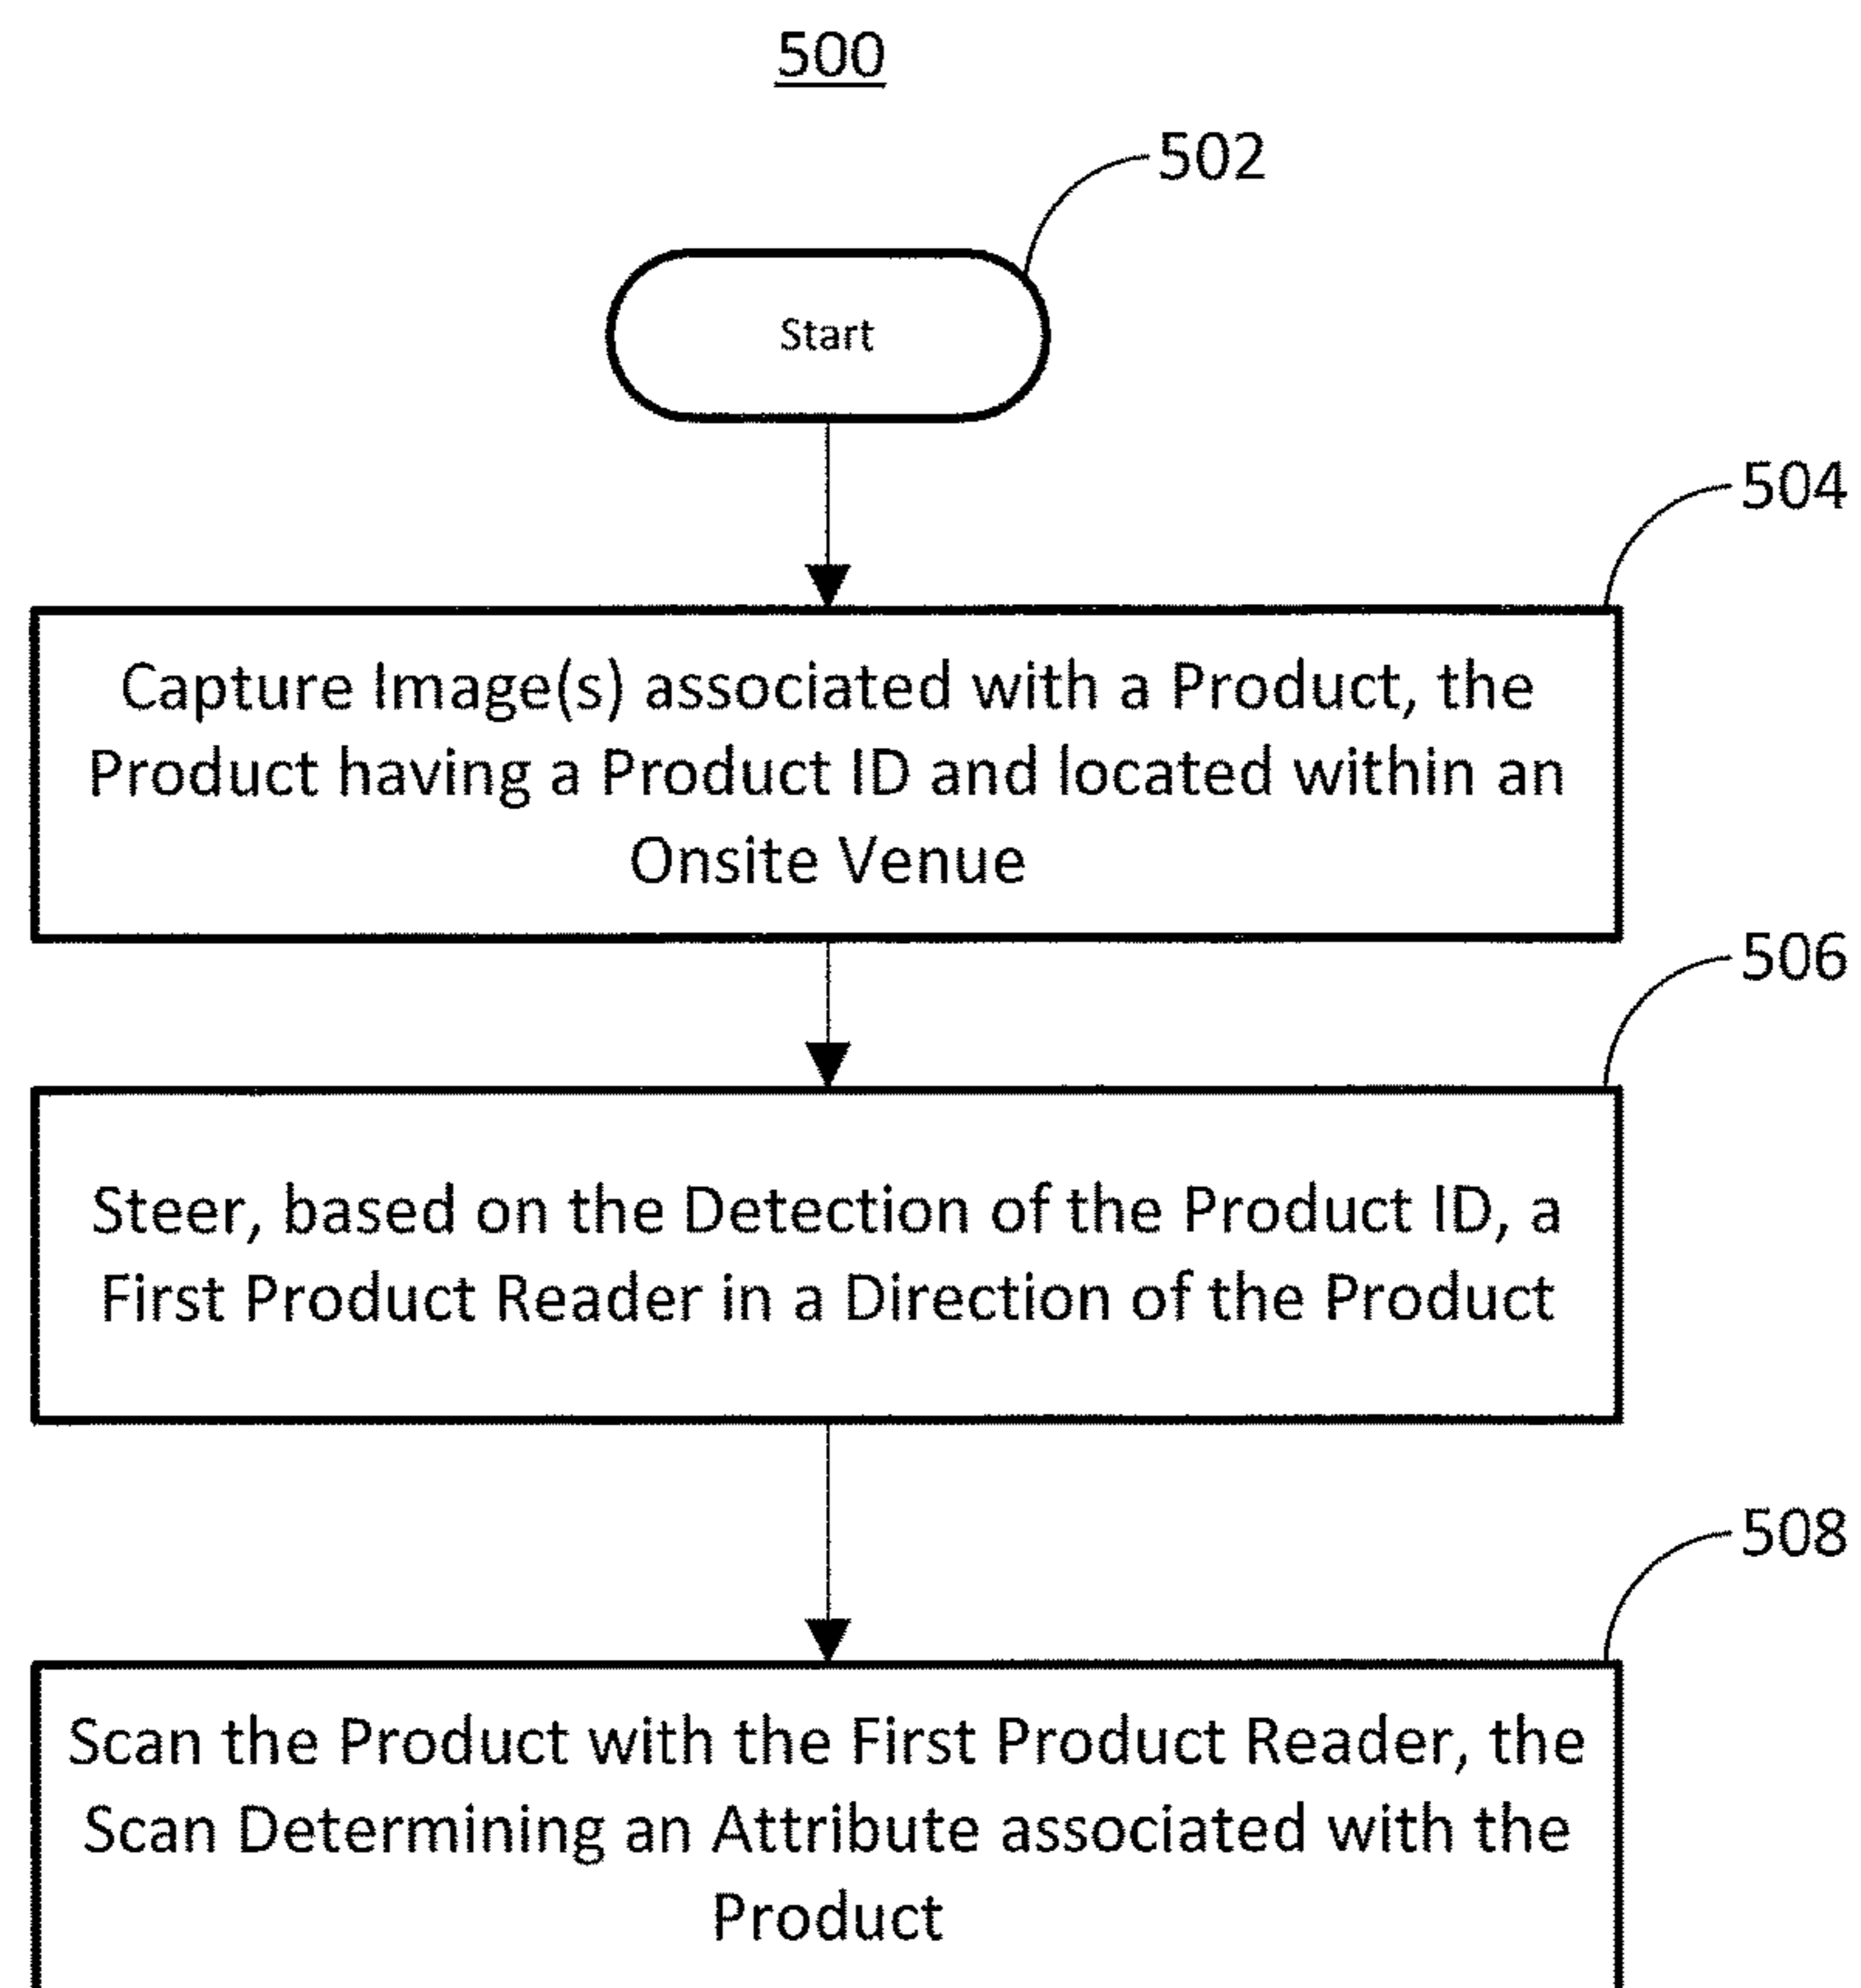 500
502
Start
504
Capture Image(s) associated with a Product, the
Product having a Product ID and located within an
Onsite Venue
506
Steer, based on the Detection of the Product ID, a
First Product Reader in a Direction of the Product
508
Scan the Product with the First Product Reader, the
Scan Determining an Attribute associated with the
Product